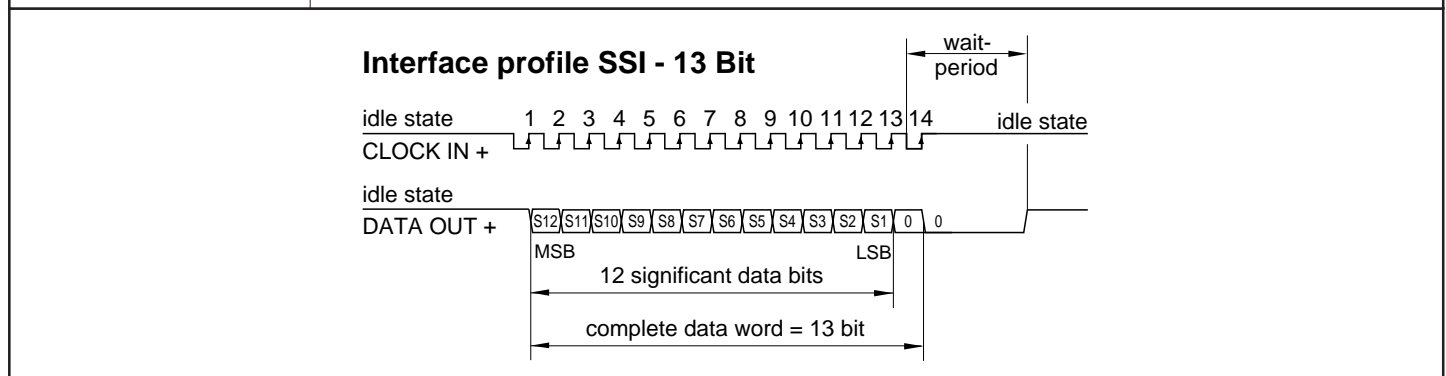 wait-
period
Interface profile SSI - 13 Bit
idle state 1 2 3 4 5 6 7 8 9 10 11 12 13 14 idle state
CLOCK IN +
idle state
DATA OUT + S12 S11 S10 S9 S8 S7 S6 S5 S4 S3 S2 S1 0 0
MSB LSB
12 significant data bits
complete data word = 13 bit